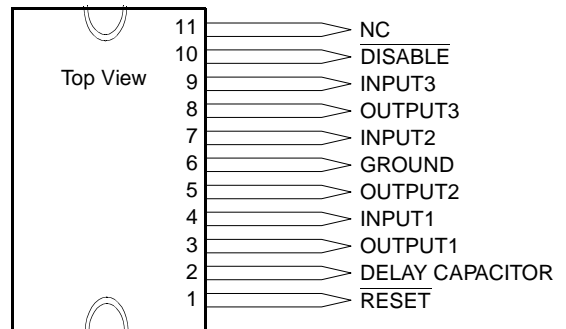 11 NC
10 DISABLE
Top View
9 INPUT3
8 OUTPUT3
7 INPUT2
6 GROUND
5 OUTPUT2
4 INPUT1
3 OUTPUT1
2 DELAY CAPACITOR
1 RESET